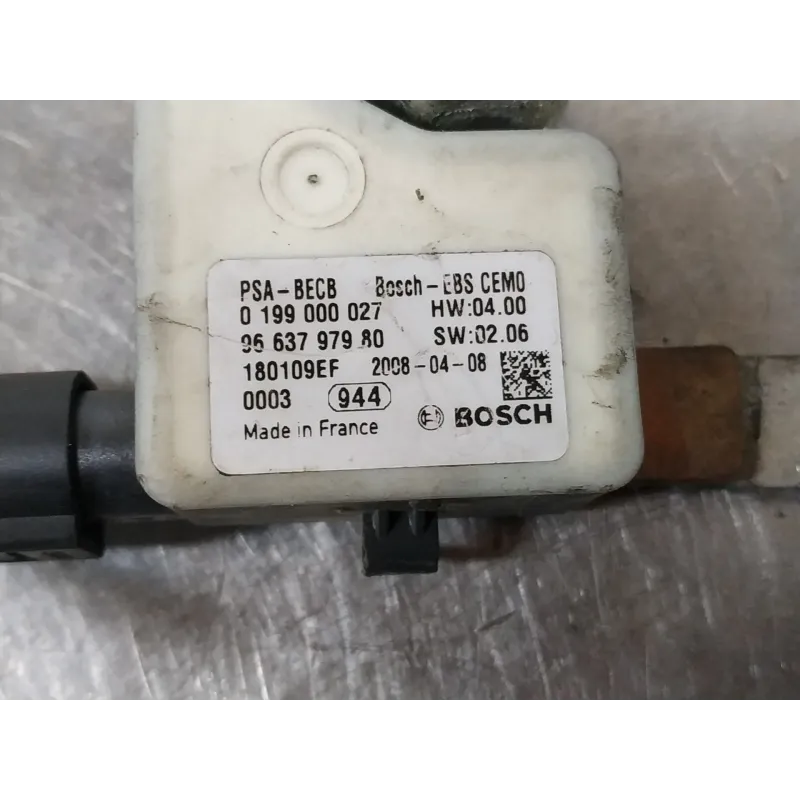 PSA-BECB Bosch-EBS CEMO
0 199 000 027 HW:04.00
96 637 979 80 SW:02.06
180109EF 2008-04-08
0003 944
Made in France BOSCH